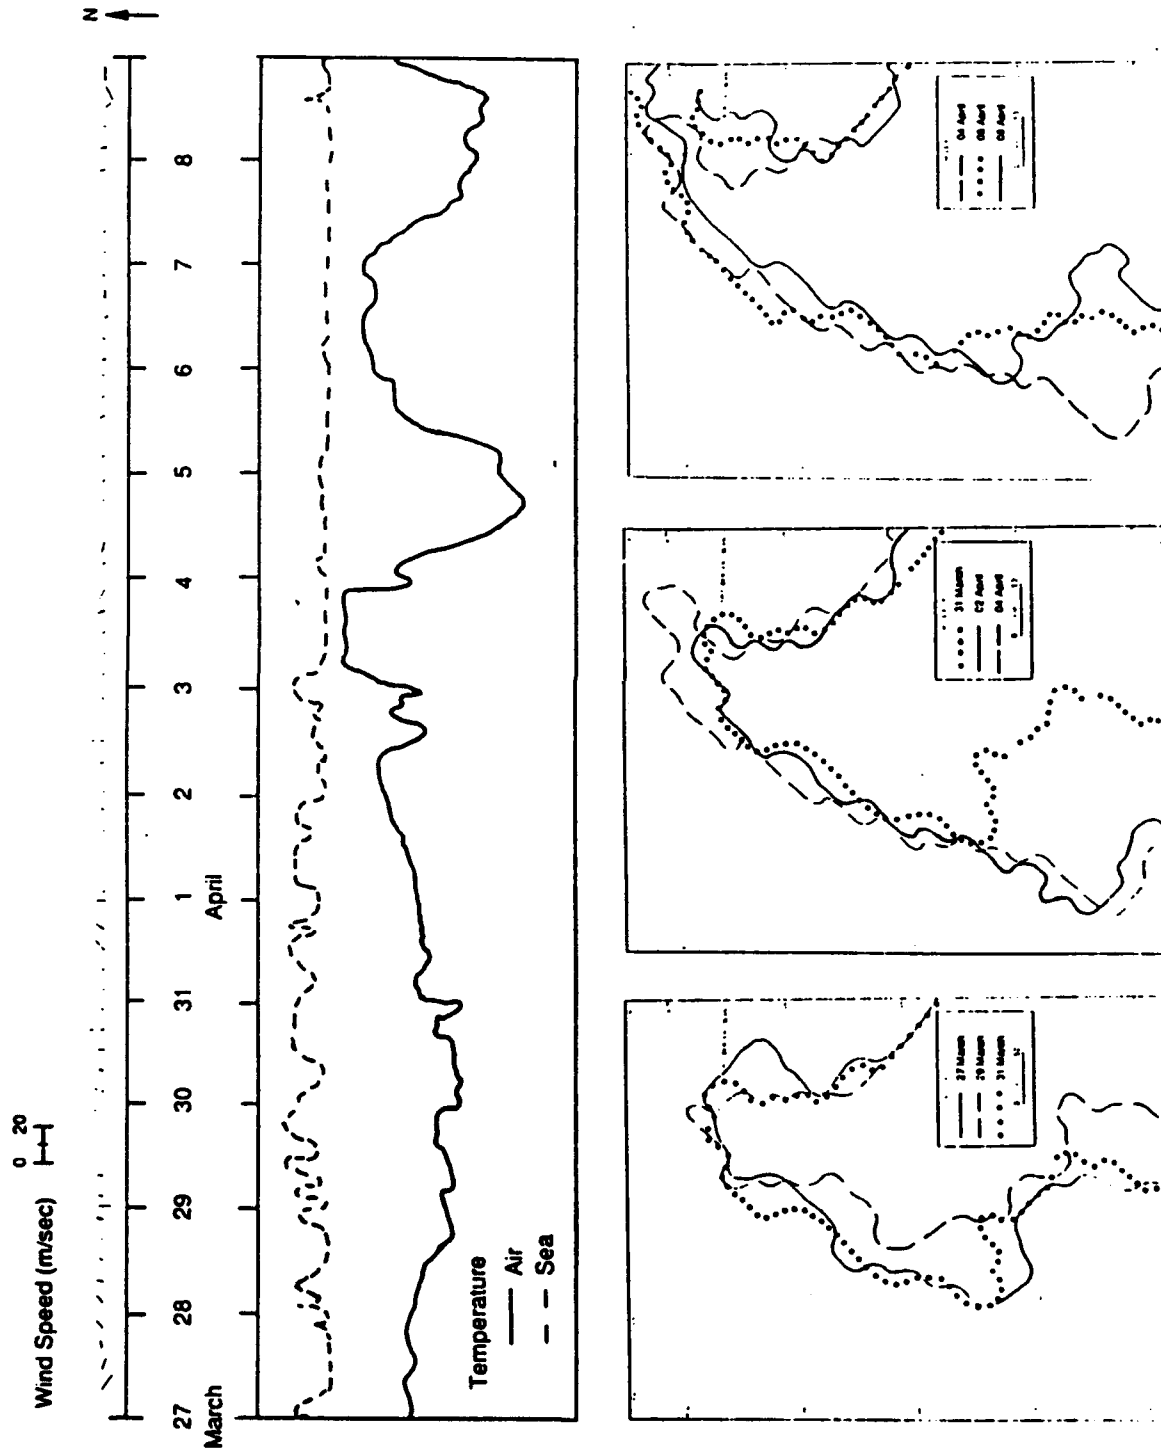 N
Wind Speed (m/sec)
0 20
27 28 29 30 31 1 2 3 4 5 6 7 8
March April
Temperature
Air
Sea
27 March
29 March
31 March
31 March
02 April
04 April
04 April
06 April
08 April